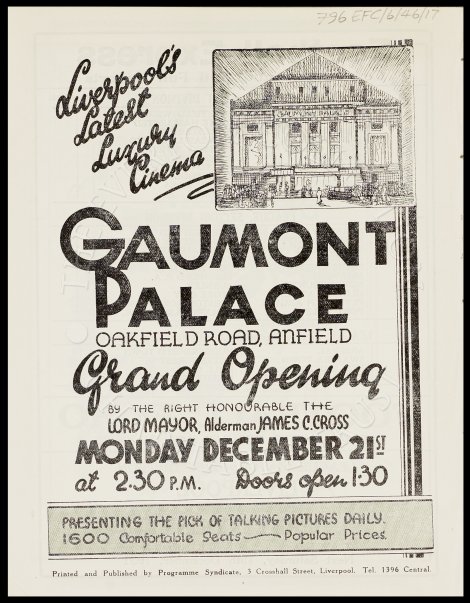 796 EFC/6/46/17
Liverpool's
Latest
Luxury
Cinema
GAUMONT PALACE
GAUMONT
PALACE
OAKFIELD ROAD, ANFIELD
Grand Opening
BY THE RIGHT HONOURABLE THE
LORD MAYOR, Alderman JAMES C. CROSS
MONDAY DECEMBER 21ST
at 2.30 P.M. Doors open 1.30
PRESENTING THE PICK OF TALKING PICTURES DAILY.
1600 Comfortable Seats — Popular Prices.
Printed and Published by Programme Syndicate, 3 Crosshall Street, Liverpool. Tel. 1396 Central.